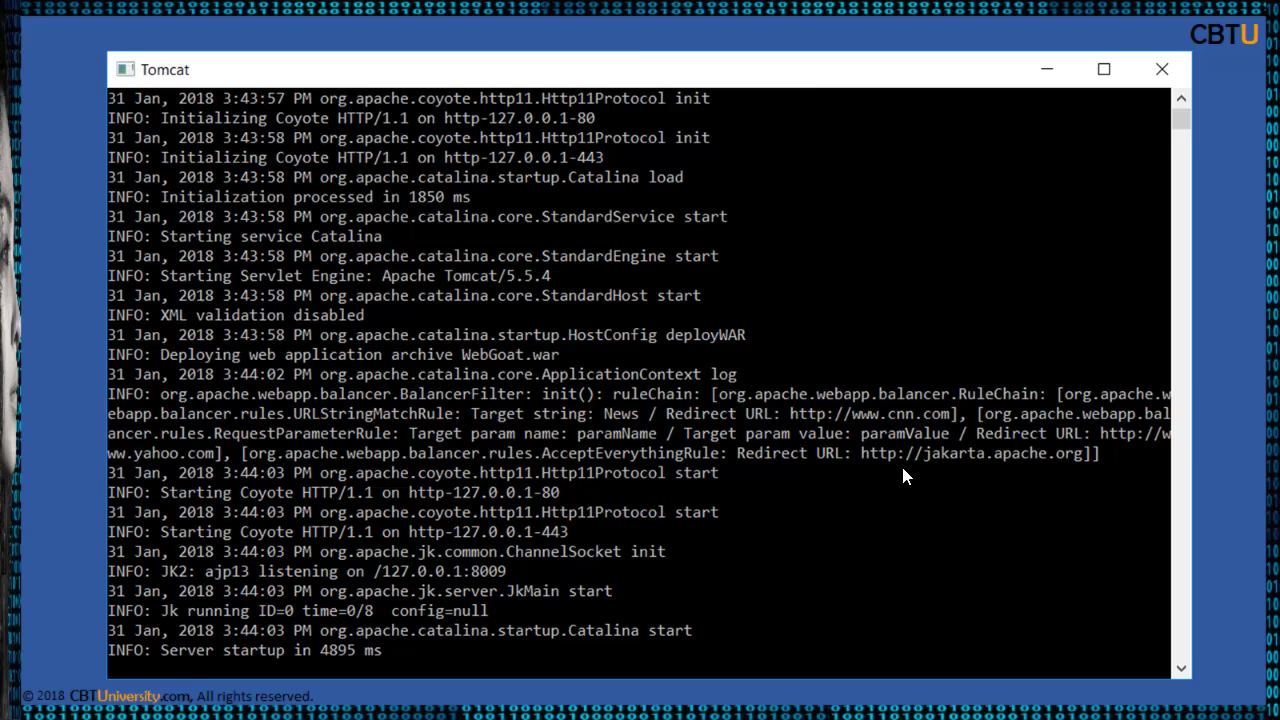 CBTU
Tomcat
31 Jan, 2018 3:43:57 PM org.apache.coyote.http11.Http11Protocol init
INFO: Initializing Coyote HTTP/1.1 on http-127.0.0.1-80
31 Jan, 2018 3:43:58 PM org.apache.coyote.http11.Http11Protocol init
INFO: Initializing Coyote HTTP/1.1 on http-127.0.0.1-443
31 Jan, 2018 3:43:58 PM org.apache.catalina.startup.Catalina load
INFO: Initialization processed in 1850 ms
31 Jan, 2018 3:43:58 PM org.apache.catalina.core.StandardService start
INFO: Starting service Catalina
31 Jan, 2018 3:43:58 PM org.apache.catalina.core.StandardEngine start
INFO: Starting Servlet Engine: Apache Tomcat/5.5.4
31 Jan, 2018 3:43:58 PM org.apache.catalina.core.StandardHost start
INFO: XML validation disabled
31 Jan, 2018 3:43:58 PM org.apache.catalina.startup.HostConfig deployWAR
INFO: Deploying web application archive WebGoat.war
31 Jan, 2018 3:44:02 PM org.apache.catalina.core.ApplicationContext log
INFO: org.apache.webapp.balancer.BalancerFilter: init(): ruleChain: [org.apache.webapp.balancer.RuleChain: [org.apache.w
ebapp.balancer.rules.URLStringMatchRule: Target string: News / Redirect URL: http://www.cnn.com], [org.apache.webapp.bal
ancer.rules.RequestParameterRule: Target param name: paramName / Target param value: paramValue / Redirect URL: http://w
ww.yahoo.com], [org.apache.webapp.balancer.rules.AcceptEverythingRule: Redirect URL: http://jakarta.apache.org]]
31 Jan, 2018 3:44:03 PM org.apache.coyote.http11.Http11Protocol start
INFO: Starting Coyote HTTP/1.1 on http-127.0.0.1-80
31 Jan, 2018 3:44:03 PM org.apache.coyote.http11.Http11Protocol start
INFO: Starting Coyote HTTP/1.1 on http-127.0.0.1-443
31 Jan, 2018 3:44:03 PM org.apache.jk.common.ChannelSocket init
INFO: JK2: ajp13 listening on /127.0.0.1:8009
31 Jan, 2018 3:44:03 PM org.apache.jk.server.JkMain start
INFO: Jk running ID=0 time=0/8  config=null
31 Jan, 2018 3:44:03 PM org.apache.catalina.startup.Catalina start
INFO: Server startup in 4895 ms
© 2018 CBTUniversity.com, All rights reserved.